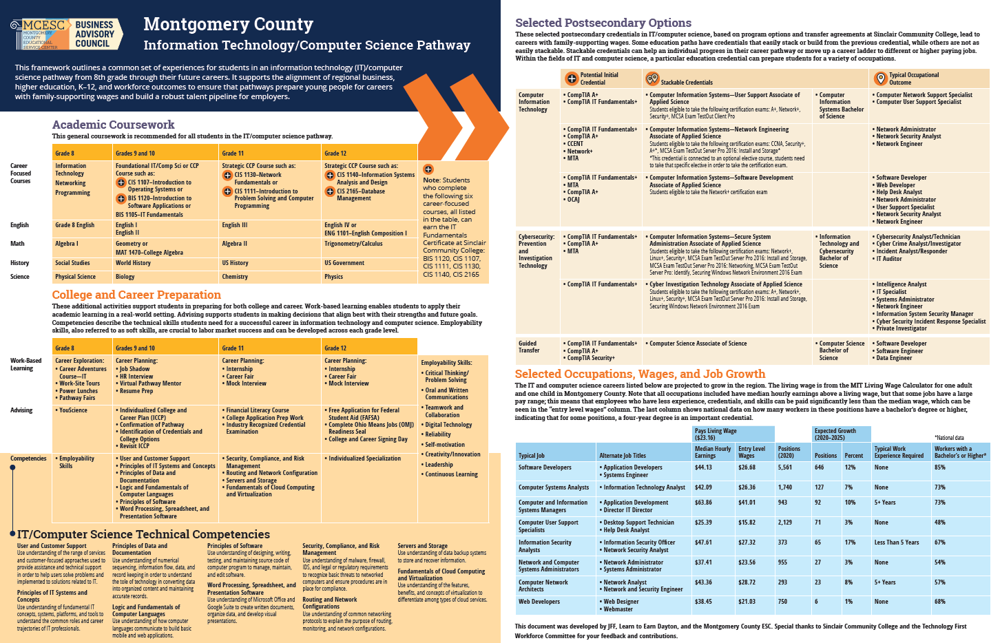 MCESC
MONTGOMERY
COUNTY
EDUCATIONAL
SERVICE CENTER
BUSINESS
ADVISORY
COUNCIL
Montgomery County
Information Technology/Computer Science Pathway
This framework outlines a common set of experiences for students in an information technology (IT)/computer
science pathway from 8th grade through their future careers. It supports the alignment of regional business,
higher education, K–12, and workforce outcomes to ensure that pathways prepare young people for careers
with family-supporting wages and build a robust talent pipeline for employers.
Academic Coursework
This general coursework is recommended for all students in the IT/computer science pathway.
Grade 8
Grades 9 and 10
Grade 11
Grade 12
Career
Focused
Courses
Information
Technology
Networking
Programming
Foundational IT/Comp Sci or CCP
Course such as:
CIS 1107–Introduction to
Operating Systems or
BIS 1120–Introduction to
Software Applications or
BIS 1105–IT Fundamentals
Strategic CCP Course such as:
CIS 1130–Network
Fundamentals or
CIS 1111–Introduction to
Problem Solving and Computer
Programming
Strategic CCP Course such as:
CIS 1140–Information Systems
Analysis and Design
CIS 2165–Database
Management
Note: Students
who complete
the following six
career-focused
courses, all listed
in the table, can
earn the IT
Fundamentals
Certificate at Sinclair
Community College:
BIS 1120, CIS 1107,
CIS 1111, CIS 1130,
CIS 1140, CIS 2165
English
Grade 8 English
English I
English II
English III
English IV or
ENG 1101–English Composition I
Math
Algebra I
Geometry or
MAT 1470–College Algebra
Algebra II
Trigonometry/Calculus
History
Social Studies
World History
US History
US Government
Science
Physical Science
Biology
Chemistry
Physics
College and Career Preparation
These additional activities support students in preparing for both college and career. Work-based learning enables students to apply their
academic learning in a real-world setting. Advising supports students in making decisions that align best with their strengths and future goals.
Competencies describe the technical skills students need for a successful career in information technology and computer science. Employability
skills, also referred to as soft skills, are crucial to labor market success and can be developed across each grade level.
Grade 8
Grades 9 and 10
Grade 11
Grade 12
Work-Based
Learning
Career Exploration:
• Career Adventures
Course—IT
• Work-Site Tours
• Power Lunches
• Pathway Fairs
Career Planning:
• Job Shadow
• HR Interview
• Virtual Pathway Mentor
• Resume Prep
Career Planning:
• Internship
• Career Fair
• Mock Interview
Career Planning:
• Internship
• Career Fair
• Mock Interview
Employability Skills:
• Critical Thinking/
Problem Solving
• Oral and Written
Communications
• Teamwork and
Collaboration
• Digital Technology
• Reliability
• Self-motivation
• Creativity/Innovation
• Leadership
• Continuous Learning
Advising
• YouScience
• Individualized College and
Career Plan (ICCP)
• Confirmation of Pathway
• Identification of Credentials and
College Options
• Revisit ICCP
• Financial Literacy Course
• College Application Prep Work
• Industry Recognized Credential
Examination
• Free Application for Federal
Student Aid (FAFSA)
• Complete Ohio Means Jobs (OMJ)
Readiness Seal
• College and Career Signing Day
Competencies
• Employability
Skills
• User and Customer Support
• Principles of IT Systems and Concepts
• Principles of Data and
Documentation
• Logic and Fundamentals of
Computer Languages
• Principles of Software
• Word Processing, Spreadsheet, and
Presentation Software
• Security, Compliance, and Risk
Management
• Routing and Network Configuration
• Servers and Storage
• Fundamentals of Cloud Computing
and Virtualization
• Individualized Specialization
IT/Computer Science Technical Competencies
User and Customer Support
Use understanding of the range of services
and customer-focused approaches used to
provide assistance and technical support
in order to help users solve problems and
implemented to solutions related to IT.
Principles of IT Systems and
Concepts
Use understanding of fundamental IT
concepts, systems, platforms, and tools to
understand the common roles and career
trajectories of IT professionals.
Principles of Data and
Documentation
Use understanding of numerical
sequencing, information flow, data, and
record keeping in order to understand
the tole of technology in converting data
into organized content and maintaining
accurate records.
Logic and Fundamentals of
Computer Languages
Use understanding of how computer
languages communicate to build basic
mobile and web applications.
Principles of Software
Use understanding of designing, writing,
testing, and maintaining source code of
computer program to manage, maintain,
and edit software.
Word Processing, Spreadsheet, and
Presentation Software
Use understanding of Microsoft Office and
Google Suite to create written documents,
organize data, and develop visual
presentations.
Security, Compliance, and Risk
Management
Use understanding of malware, firewall,
IDS, and legal or regulatory requirements
to recognize basic threats to networked
computers and ensure procedures are in
place for compliance.
Routing and Network
Configurations
Use understanding of common networking
protocols to explain the purpose of routing,
monitoring, and network configurations.
Servers and Storage
Use understanding of data backup systems
to store and recover information.
Fundamentals of Cloud Computing
and Virtualization
Use understanding of the features,
benefits, and concepts of virtualization to
differentiate among types of cloud services.
Selected Postsecondary Options
These selected postsecondary credentials in IT/computer science, based on program options and transfer agreements at Sinclair Community College, lead to
careers with family-supporting wages. Some education paths have credentials that easily stack or build from the previous credential, while others are not as
easily stackable. Stackable credentials can help an individual progress in their career pathway or move up a career ladder to different or higher paying jobs.
Within the fields of IT and computer science, a particular education credential can prepare students for a variety of occupations.
Potential Initial
Credential
Stackable Credentials
Typical Occupational
Outcome
Computer
Information
Technology
• CompTIA A+
• CompTIA IT Fundamentals+
• Computer Information Systems—User Support Associate of
Applied Science
Students eligible to take the following certification exams: A+, Network+,
Security+, MCSA Exam TestOut Client Pro
• Computer
Information
Systems Bachelor
of Science
• Computer Network Support Specialist
• Computer User Support Specialist
• CompTIA IT Fundamentals+
• CompTIA A+
• CCENT
• Network+
• MTA
• Computer Information Systems—Network Engineering
Associate of Applied Science
Students eligible to take the following certification exams: CCNA, Security+,
A+*, MCSA Exam TestOut Server Pro 2016: Install and Storage*
*This credential is connected to an optional elective course, students need
to take that specific elective in order to take the certification exam.
• Network Administrator
• Network Security Analyst
• Network Engineer
• CompTIA IT Fundamentals+
• MTA
• CompTIA A+
• OCAJ
• Computer Information Systems—Software Development
Associate of Applied Science
Students eligible to take the Network+ certification exam
• Software Developer
• Web Developer
• Help Desk Analyst
• Network Administrator
• User Support Specialist
• Network Security Analyst
• Network Engineer
Cybersecurity:
Prevention
and
Investigation
Technology
• CompTIA IT Fundamentals+
• CompTIA A+
• MTA
• Computer Information Systems—Secure System
Administration Associate of Applied Science
Students eligible to take the following certification exams: Network+,
Linux+, Security+, MCSA Exam TestOut Server Pro 2016: Install and Storage,
MCSA Exam TestOut Server Pro 2016: Networking, MCSA Exam TestOut
Server Pro: Identify, Securing Windows Network Environment 2016 Exam
• Information
Technology and
Cybersecurity
Bachelor of
Science
• Cybersecurity Analyst/Technician
• Cyber Crime Analyst/Investigator
• Incident Analyst/Responder
• IT Auditor
• CompTIA IT Fundamentals+
• Cyber Investigation Technology Associate of Applied Science
Students eligible to take the following certification exams: A+, Network+,
Linux+, Security+, MCSA Exam TestOut Server Pro 2016: Install and Storage,
Securing Windows Network Environment 2016 Exam
• Intelligence Analyst
• IT Specialist
• Systems Administrator
• Network Engineer
• Information System Security Manager
• Cyber Security Incident Response Specialist
• Private Investigator
Guided
Transfer
• CompTIA IT Fundamentals+
• CompTIA A+
• CompTIA Security+
• Computer Science Associate of Science
• Computer Science
Bachelor of
Science
• Software Developer
• Software Engineer
• Data Engineer
Selected Occupations, Wages, and Job Growth
The IT and computer science careers listed below are projected to grow in the region. The living wage is from the MIT Living Wage Calculator for one adult
and one child in Montgomery County. Note that all occupations included have median hourly earnings above a living wage, but that some jobs have a large
pay range; this means that employees who have less experience, credentials, and skills can be paid significantly less than the median wage, which can be
seen in the “entry level wages” column. The last column shows national data on how many workers in these positions have a bachelor’s degree or higher,
indicating that for some positions, a four-year degree is an important credential.
Pays Living Wage
($23.16)
Expected Growth
(2020–2025)
*National data
Typical Job
Alternate Job Titles
Median Hourly
Earnings
Entry Level
Wages
Positions
(2020)
Positions
Percent
Typical Work
Experience Required
Workers with a
Bachelor’s or Higher*
Software Developers
• Application Developers
• Systems Engineer
$44.13
$26.68
5,561
646
12%
None
85%
Computer Systems Analysts
• Information Technology Analyst
$42.09
$26.36
1,740
127
7%
None
73%
Computer and Information
Systems Managers
• Application Development
• Director IT Director
$63.86
$41.01
943
92
10%
5+ Years
73%
Computer User Support
Specialists
• Desktop Support Technician
• Help Desk Analyst
$25.39
$15.82
2,129
71
3%
None
48%
Information Security
Analysts
• Information Security Officer
• Network Security Analyst
$47.61
$27.32
373
65
17%
Less Than 5 Years
67%
Network and Computer
Systems Administrators
• Network Administrator
• Systems Administrator
$37.41
$23.56
955
27
3%
None
54%
Computer Network
Architects
• Network Analyst
• Network and Security Engineer
$43.36
$28.72
293
23
8%
5+ Years
57%
Web Developers
• Web Designer
• Webmaster
$38.45
$21.03
750
6
1%
None
68%
This document was developed by JFF, Learn to Earn Dayton, and the Montgomery County ESC. Special thanks to Sinclair Community College and the Technology First
Workforce Committee for your feedback and contributions.